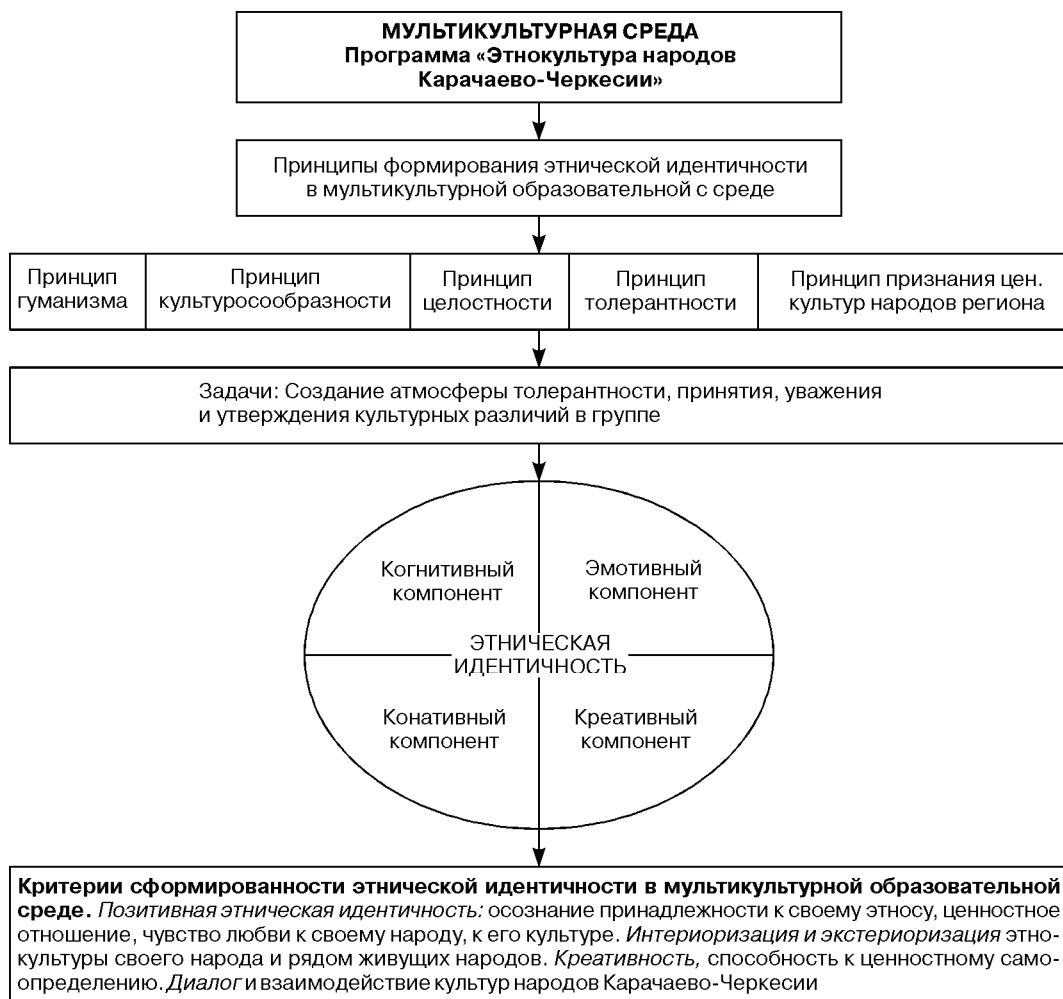 МУЛЬТИКУЛЬТУРНАЯ СРЕДА
Программа «Этнокультура народов
Карачаево-Черкесии»
Принципы формирования этнической идентичности
в мультикультурной образовательной с среде
Принцип
гуманизма
Принцип
культуросообразности
Принцип
целостности
Принцип
толерантности
Принцип признания цен.
культур народов региона
Задачи: Создание атмосферы толерантности, принятия, уважения
и утверждения культурных различий в группе
Когнитивный
компонент
Эмотивный
компонент
ЭТНИЧЕСКАЯ
ИДЕНТИЧНОСТЬ
Конативный
компонент
Креативный
компонент
Критерии сформированности этнической идентичности в мультикультурной образовательной
среде. Позитивная этническая идентичность: осознание принадлежности к своему этносу, ценностное
отношение, чувство любви к своему народу, к его культуре. Интериоризация и экстериоризация этно-
культуры своего народа и рядом живущих народов. Креативность, способность к ценностному само-
определению. Диалог и взаимодействие культур народов Карачаево-Черкесии